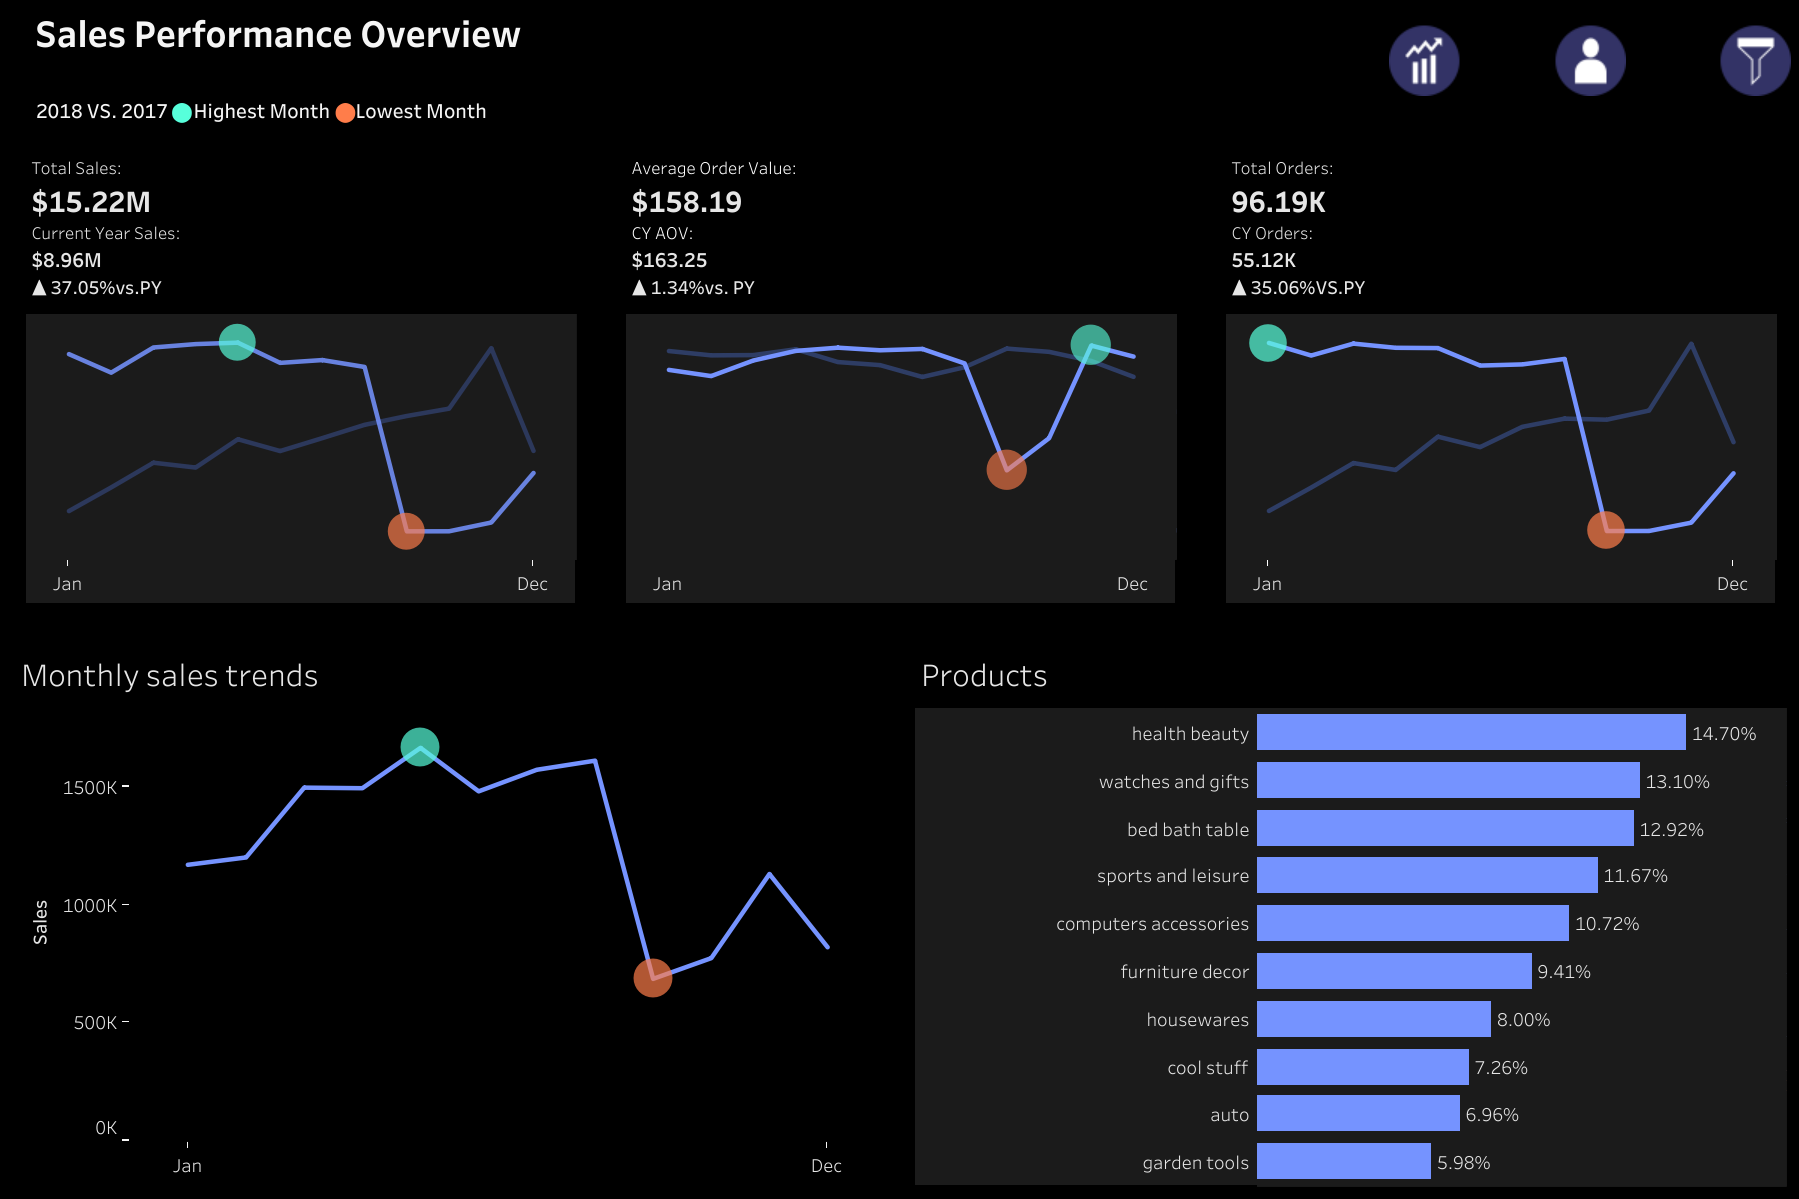 Sales Performance Overview
2018 VS. 2017 Highest Month Lowest Month
Total Sales:
$15.22M
Current Year Sales:
$8.96M
▲ 37.05%vs.PY
Jan Dec
Average Order Value:
$158.19
CY AOV:
$163.25
▲ 1.34%vs. PY
Jan Dec
Total Orders:
96.19K
CY Orders:
55.12K
▲ 35.06%VS.PY
Jan Dec
Monthly sales trends
Sales
1500K
1000K
500K
0K
Jan Dec
Products
health beauty 14.70%
watches and gifts 13.10%
bed bath table 12.92%
sports and leisure 11.67%
computers accessories 10.72%
furniture decor 9.41%
housewares 8.00%
cool stuff 7.26%
auto 6.96%
garden tools 5.98%